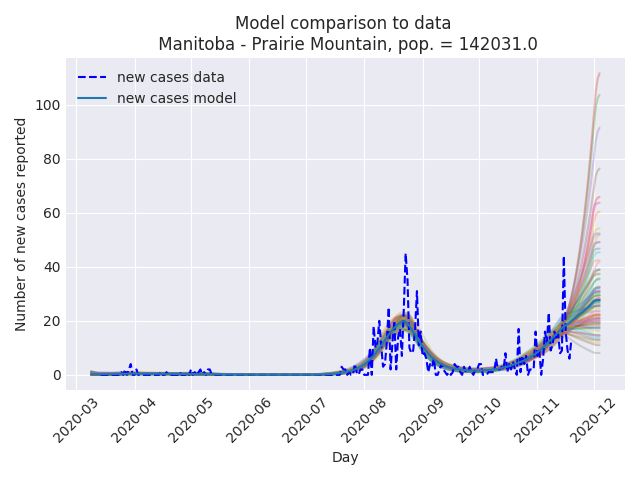 Model comparison to data
Manitoba - Prairie Mountain, pop. = 142031.0
new cases data
new cases model
Number of new cases reported
100
80
60
40
20
0
2020-03
2020-04
2020-05
2020-06
2020-07
2020-08
2020-09
2020-10
2020-11
2020-12
Day